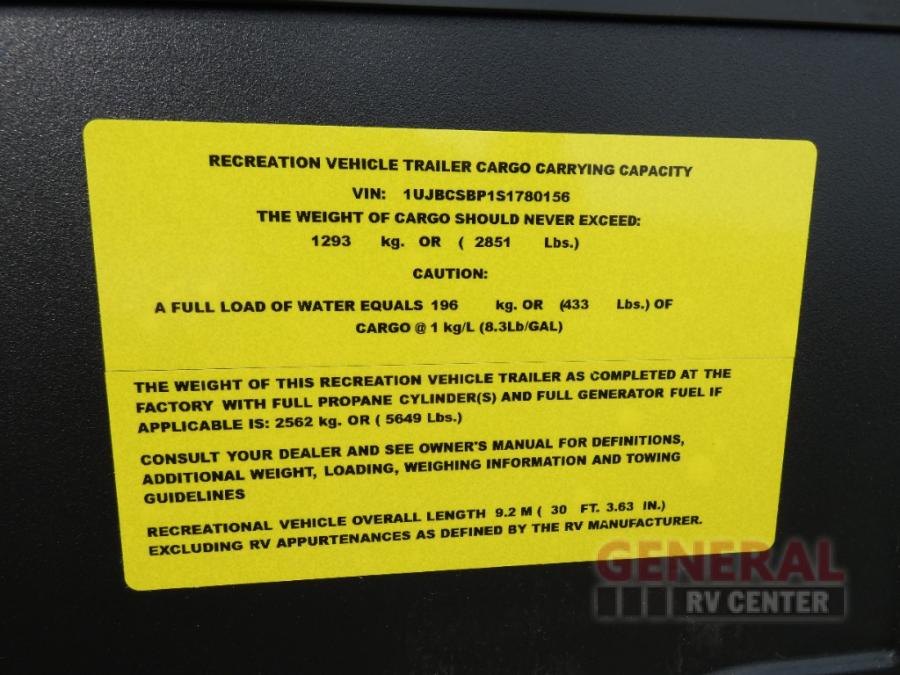 RECREATION VEHICLE TRAILER CARGO CARRYING CAPACITY
VIN: 1UJBCSBP1S1780156
THE WEIGHT OF CARGO SHOULD NEVER EXCEED:
1293 kg. OR ( 2851 Lbs.)
CAUTION:
A FULL LOAD OF WATER EQUALS 196 kg. OR (433 Lbs.) OF
CARGO @ 1 kg/L (8.3Lb/GAL)
THE WEIGHT OF THIS RECREATION VEHICLE TRAILER AS COMPLETED AT THE
FACTORY WITH FULL PROPANE CYLINDER(S) AND FULL GENERATOR FUEL IF
APPLICABLE IS: 2562 kg. OR ( 5649 Lbs.)
CONSULT YOUR DEALER AND SEE OWNER'S MANUAL FOR DEFINITIONS,
ADDITIONAL WEIGHT, LOADING, WEIGHING INFORMATION AND TOWING
GUIDELINES
RECREATIONAL VEHICLE OVERALL LENGTH 9.2 M ( 30 FT. 3.63 IN.)
EXCLUDING RV APPURTENANCES AS DEFINED BY THE RV MANUFACTURER.
GENERAL
RV CENTER